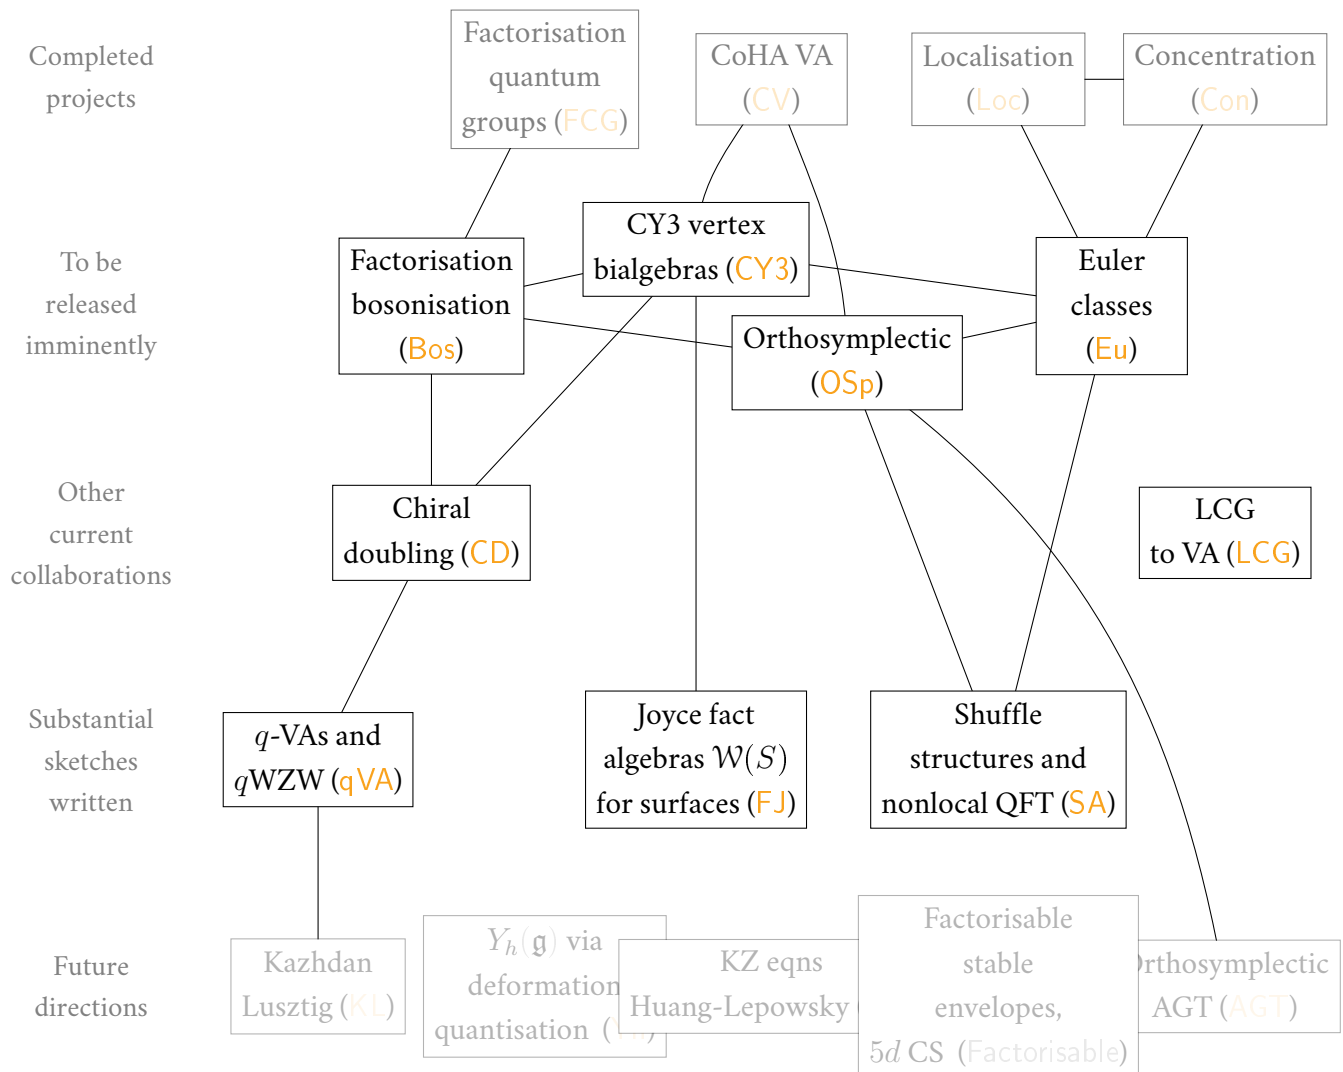 Completed
projects
Factorisation
quantum
groups (FCG)
CoHA VA
(CV)
Localisation
(Loc)
Concentration
(Con)
To be
released
imminently
Factorisation
bosonisation
(Bos)
CY3 vertex
bialgebras (CY3)
Orthosymplectic
(OSp)
Euler
classes
(Eu)
Other
current
collaborations
Chiral
doubling (CD)
LCG
to VA (LCG)
Substantial
sketches
written
q-VAs and
qWZW (qVA)
Joyce fact
algebras W(S)
for surfaces (FJ)
Shuffle
structures and
nonlocal QFT (SA)
Future
directions
Kazhdan
Lusztig (KL)
Yₕ(𝔤) via
deformation
quantisation (
KZ eqns
Huang-Lepowsky
Factorisable
stable
envelopes,
5d CS (Factorisable)
rthosymplectic
AGT (AGT)